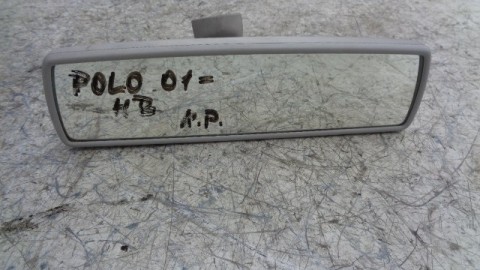 POLO 01=
HB
A.P.